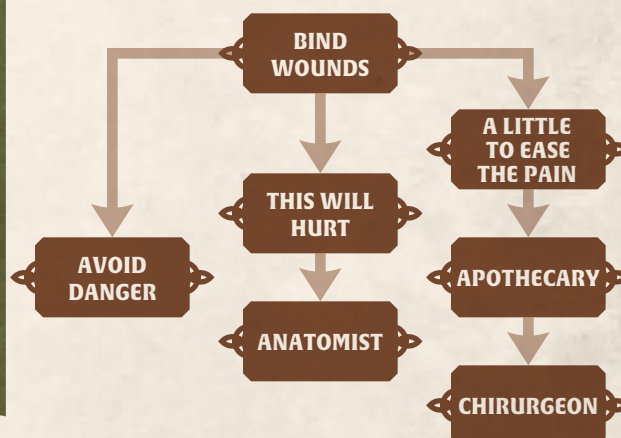 BIND
WOUNDS
A LITTLE
TO EASE
THE PAIN
THIS WILL
HURT
AVOID
DANGER
APOTHECARY
ANATOMIST
CHIRURGEON